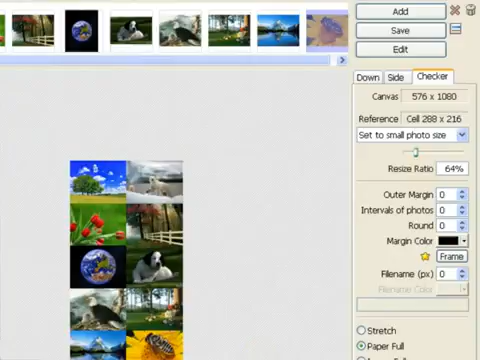 Add
Save
Edit
Down Side Checker
Canvas 576 x 1080
Reference Cell 288 x 216
Set to small photo size
Resize Ratio 64%
Outer Margin 0
Intervals of photos 0
Round 0
Margin Color
Frame
Filename (px) 0
Filename Color
Stretch
Paper Full